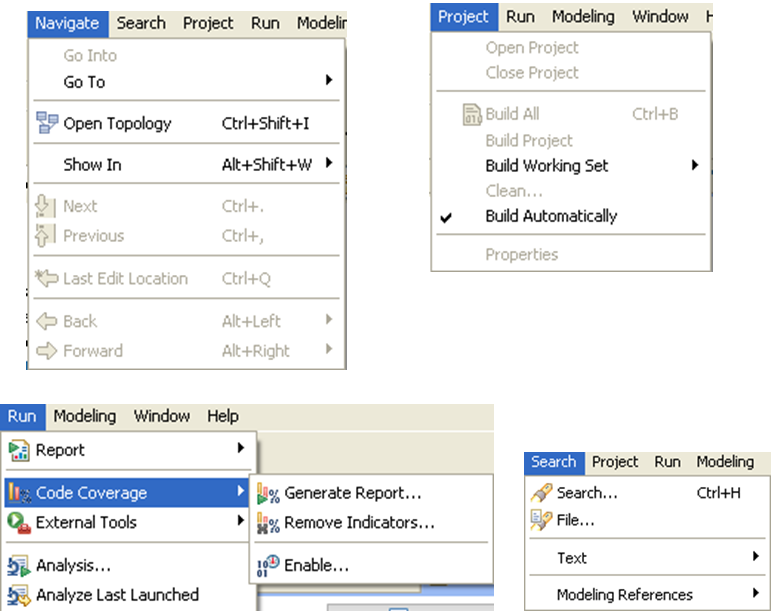 Navigate Search Project Run Modelin
Go Into
Go To
Open Topology Ctrl+Shift+I
Show In Alt+Shift+W
Next Ctrl+.
Previous Ctrl+,
Last Edit Location Ctrl+Q
Back Alt+Left
Forward Alt+Right
Project Run Modeling Window H
Open Project
Close Project
Build All Ctrl+B
Build Project
Build Working Set
Clean...
Build Automatically
Properties
Run Modeling Window Help
Report
Code Coverage
External Tools
Analysis...
Analyze Last Launched
Generate Report...
Remove Indicators...
Enable...
Search Project Run Modeling
Search... Ctrl+H
File...
Text
Modeling References